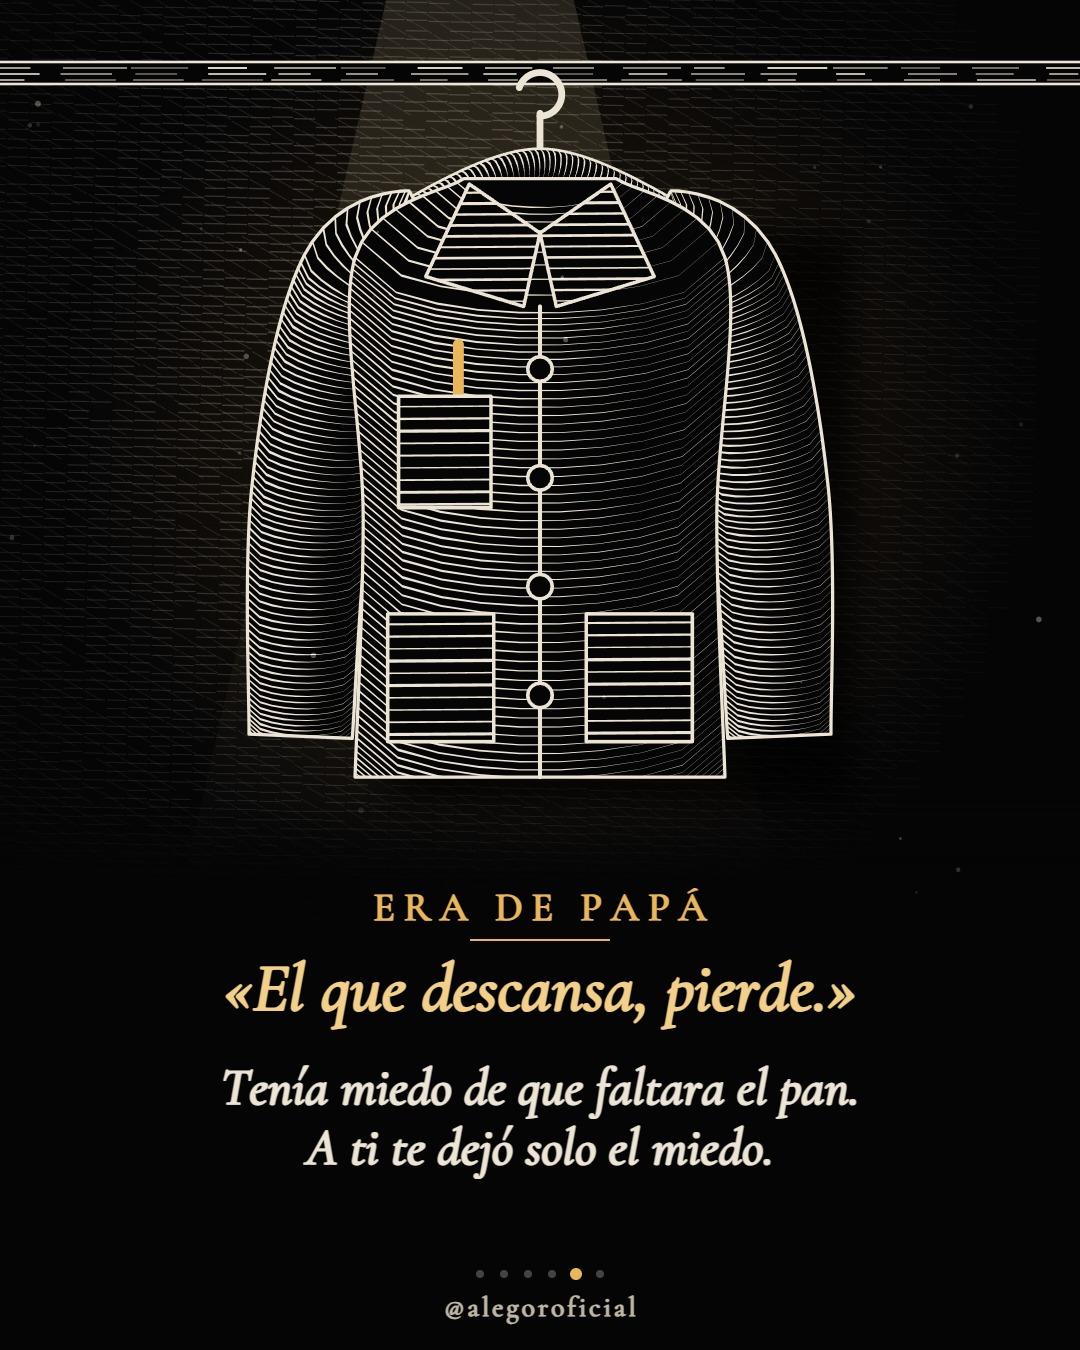 ERA DE PAPÁ
«El que descansa, pierde.»
Tenía miedo de que faltara el pan.
A ti te dejó solo el miedo.
@alegoroficial